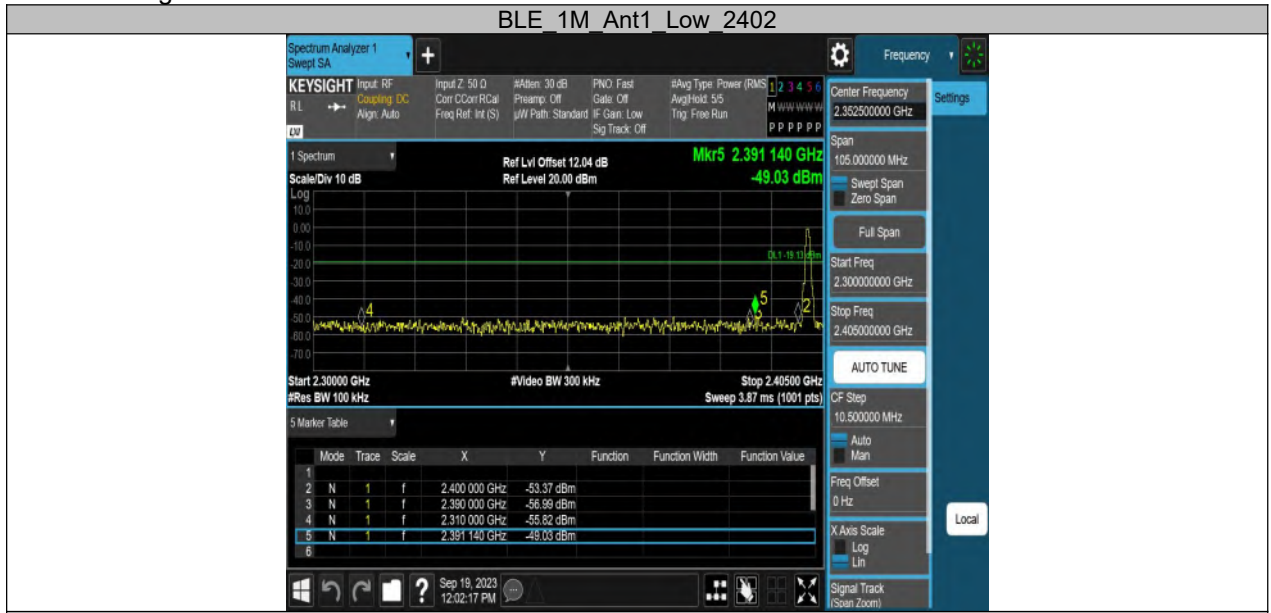 BLE_1M_Ant1_Low_2402
Spectrum Analyzer 1
Swept SA
+
Frequency
KEYSIGHT
RL
LXI
Input: RF
Coupling: DC
Align: Auto
Input Z: 50 Ω
Corr CCorr RCal
Freq Ref: Int (S)
#Atten: 30 dB
Preamp: Off
µW Path: Standard
PNO: Fast
Gate: Off
IF Gain: Low
Sig Track: Off
#Avg Type: Power (RMS
Avg|Hold: 5/5
Trig: Free Run
1 2 3 4 5 6
M W W W W W
P P P P P P
Center Frequency
2.352500000 GHz
Settings
1 Spectrum
Scale/Div 10 dB
Ref Lvl Offset 12.04 dB
Ref Level 20.00 dBm
Mkr5 2.391 140 GHz
-49.03 dBm
Span
105.000000 MHz
Swept Span
Zero Span
Full Span
Log
10.0
0.00
-10.0
-20.0
-30.0
-40.0
-50.0
-60.0
-70.0
DL1 -19.13 dBm
4
5
2
Start Freq
2.300000000 GHz
Stop Freq
2.405000000 GHz
AUTO TUNE
Start 2.30000 GHz
#Video BW 300 kHz
Stop 2.40500 GHz
#Res BW 100 kHz
Sweep 3.87 ms (1001 pts)
CF Step
10.500000 MHz
Auto
Man
5 Marker Table
Mode Trace Scale X Y Function Function Width Function Value
1
2 N 1 f 2.400 000 GHz -53.37 dBm
3 N 1 f 2.390 000 GHz -56.99 dBm
4 N 1 f 2.310 000 GHz -55.82 dBm
5 N 1 f 2.391 140 GHz -49.03 dBm
6
Freq Offset
0 Hz
X Axis Scale
Log
Lin
Local
Signal Track
(Span Zoom)
?
Sep 19, 2023
12:02:17 PM